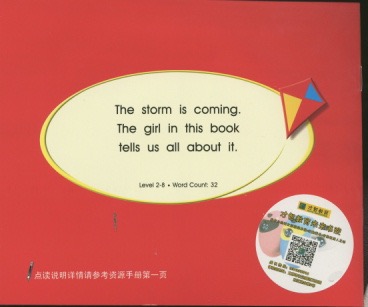 The storm is coming.
The girl in this book
tells us all about it.
Level 2-8 • Word Count: 32
点读说明详情请参考资源手册第一页